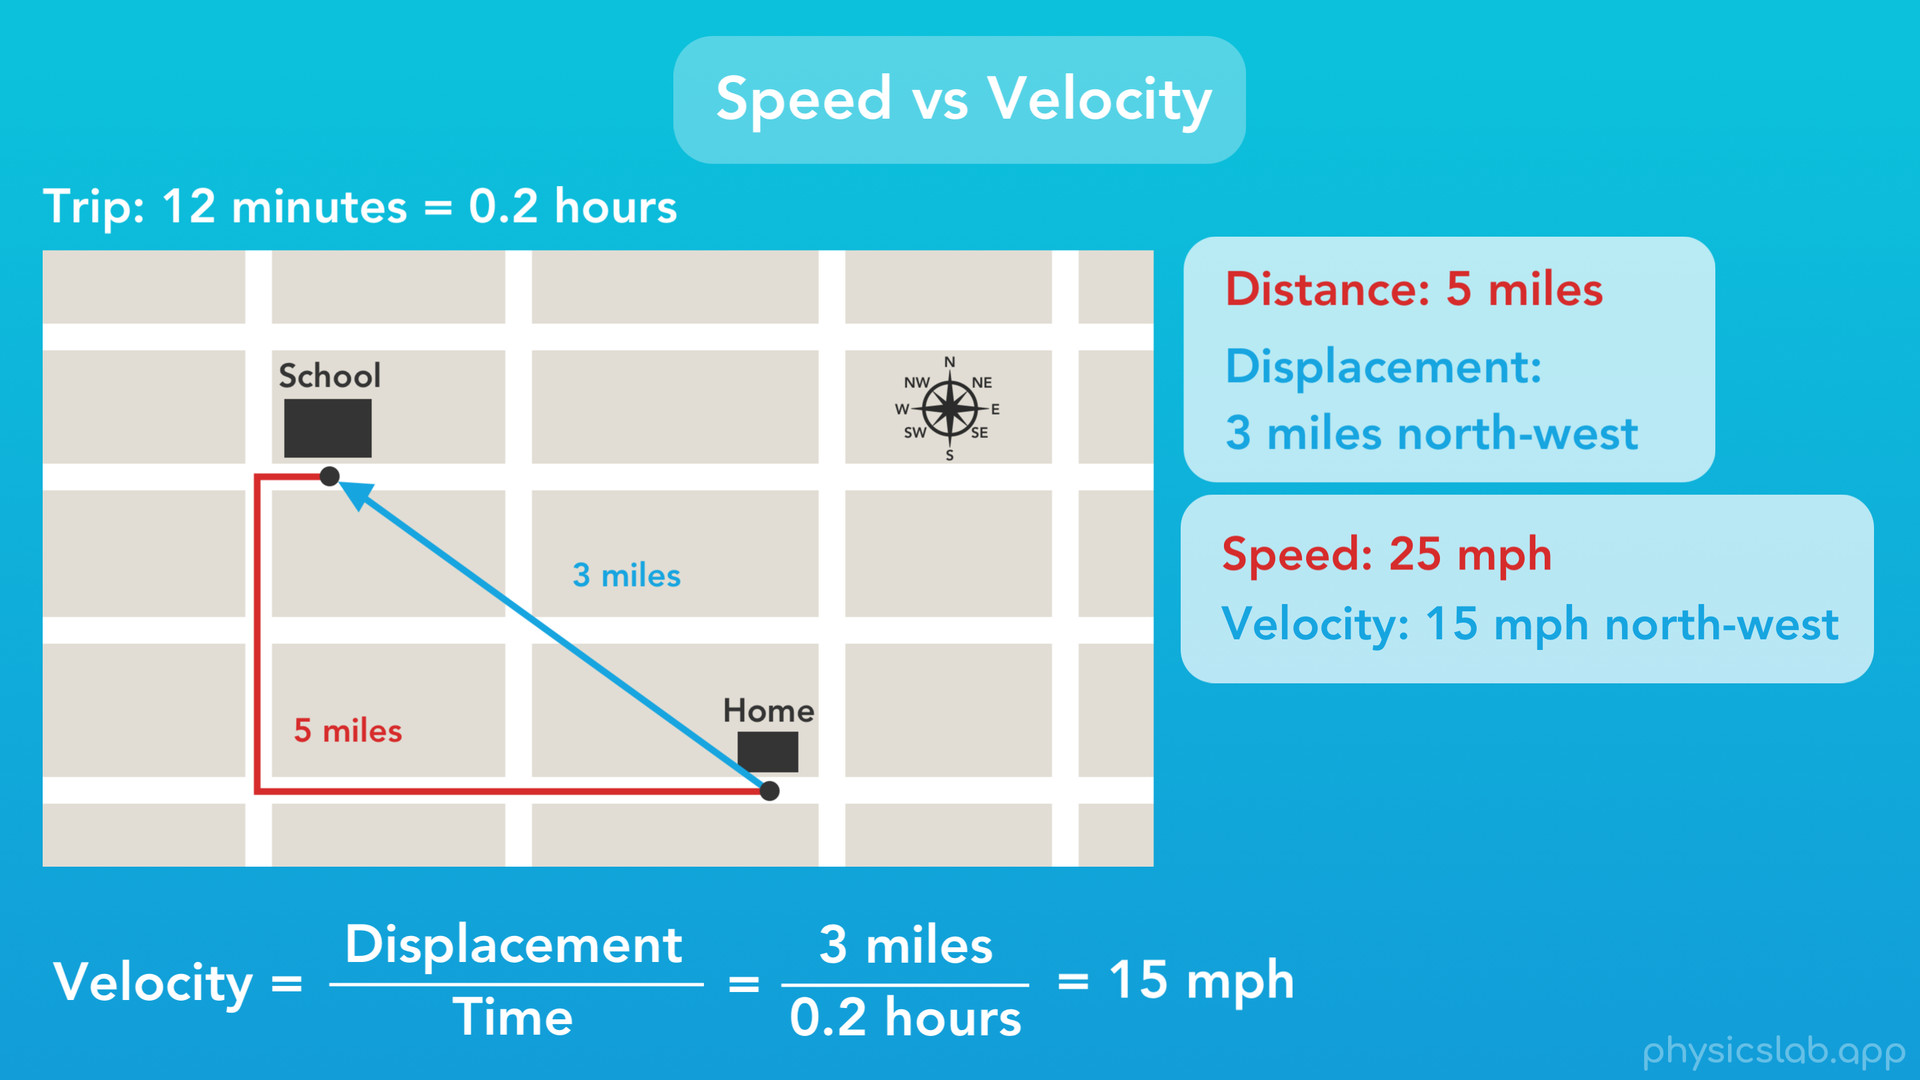 Speed vs Velocity
Trip: 12 minutes = 0.2 hours
Distance: 5 miles
Displacement:
3 miles north-west
Speed: 25 mph
Velocity: 15 mph north-west
School
N
NW NE
W E
SW SE
S
3 miles
5 miles
Home
Velocity = Displacement / Time = 3 miles / 0.2 hours = 15 mph
physicslab.app